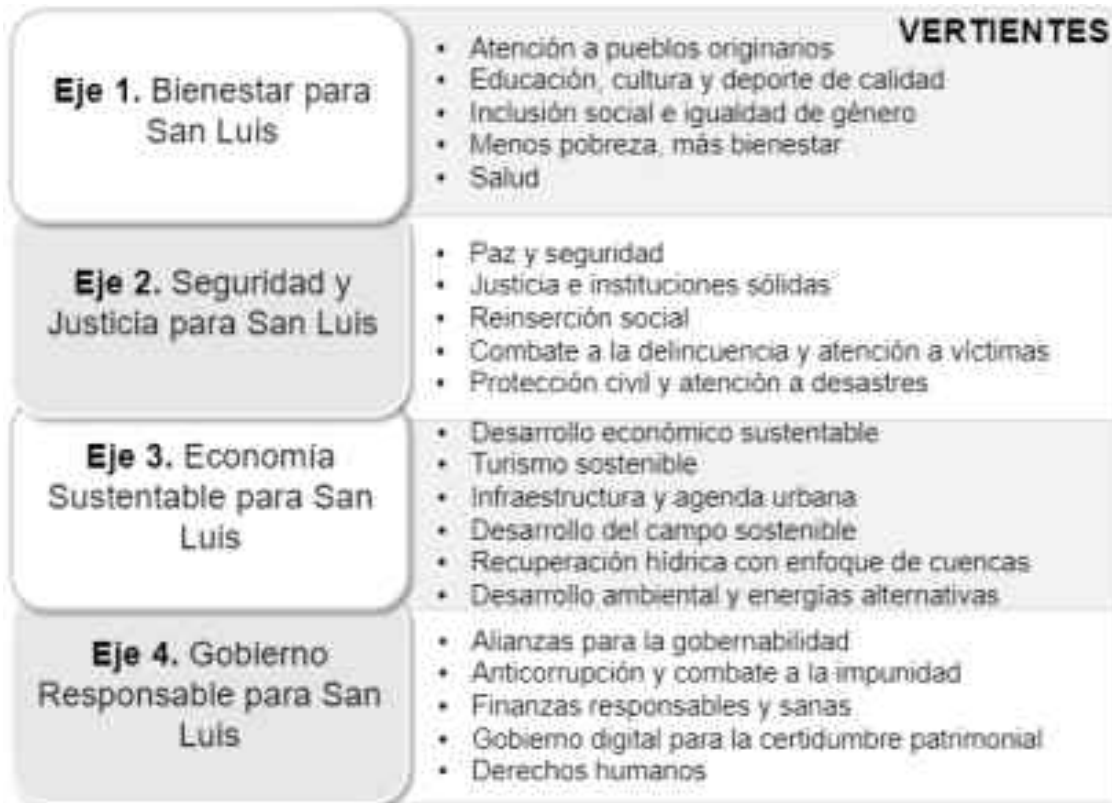 VERTIENTES
Eje 1. Bienestar para
San Luis
• Atención a pueblos originarios
• Educación, cultura y deporte de calidad
• Inclusión social e igualdad de género
• Menos pobreza, más bienestar
• Salud
Eje 2. Seguridad y
Justicia para San Luis
• Paz y seguridad
• Justicia e instituciones sólidas
• Reinserción social
• Combate a la delincuencia y atención a víctimas
• Protección civil y atención a desastres
Eje 3. Economía
Sustentable para San
Luis
• Desarrollo económico sustentable
• Turismo sostenible
• Infraestructura y agenda urbana
• Desarrollo del campo sostenible
• Recuperación hídrica con enfoque de cuencas
• Desarrollo ambiental y energías alternativas
Eje 4. Gobierno
Responsable para San
Luis
• Alianzas para la gobernabilidad
• Anticorrupción y combate a la impunidad
• Finanzas responsables y sanas
• Gobierno digital para la certidumbre patrimonial
• Derechos humanos